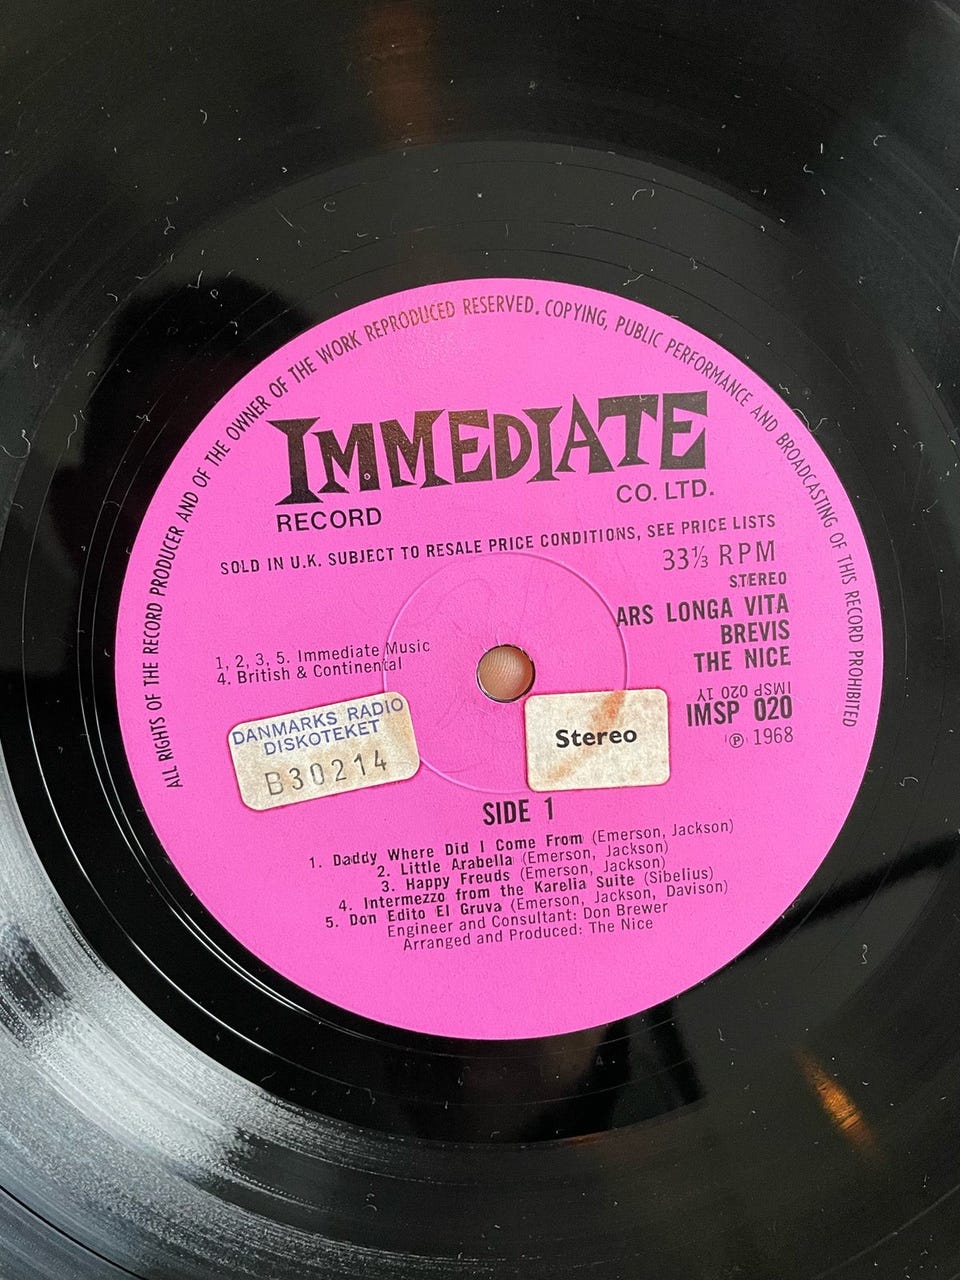 ALL RIGHTS OF THE RECORD PRODUCER AND OF THE OWNER OF THE WORK REPRODUCED RESERVED. COPYING, PUBLIC PERFORMANCE AND BROADCASTING OF THIS RECORD PROHIBITED
IMMEDIATE
RECORD CO. LTD.
SOLD IN U.K. SUBJECT TO RESALE PRICE CONDITIONS, SEE PRICE LISTS
33⅓ RPM
STEREO
ARS LONGA VITA
BREVIS
THE NICE
1, 2, 3, 5. Immediate Music
4. British & Continental
IMSP 020 1Y
IMSP 020
℗ 1968
DANMARKS RADIO
DISKOTEKET
B30214
Stereo
SIDE 1
1. Daddy Where Did I Come From (Emerson, Jackson)
2. Little Arabella (Emerson, Jackson)
3. Happy Freuds (Emerson, Jackson)
4. Intermezzo from the Karelia Suite (Sibelius)
5. Don Edito El Gruva (Emerson, Jackson, Davison)
Engineer and Consultant: Don Brewer
Arranged and Produced: The Nice